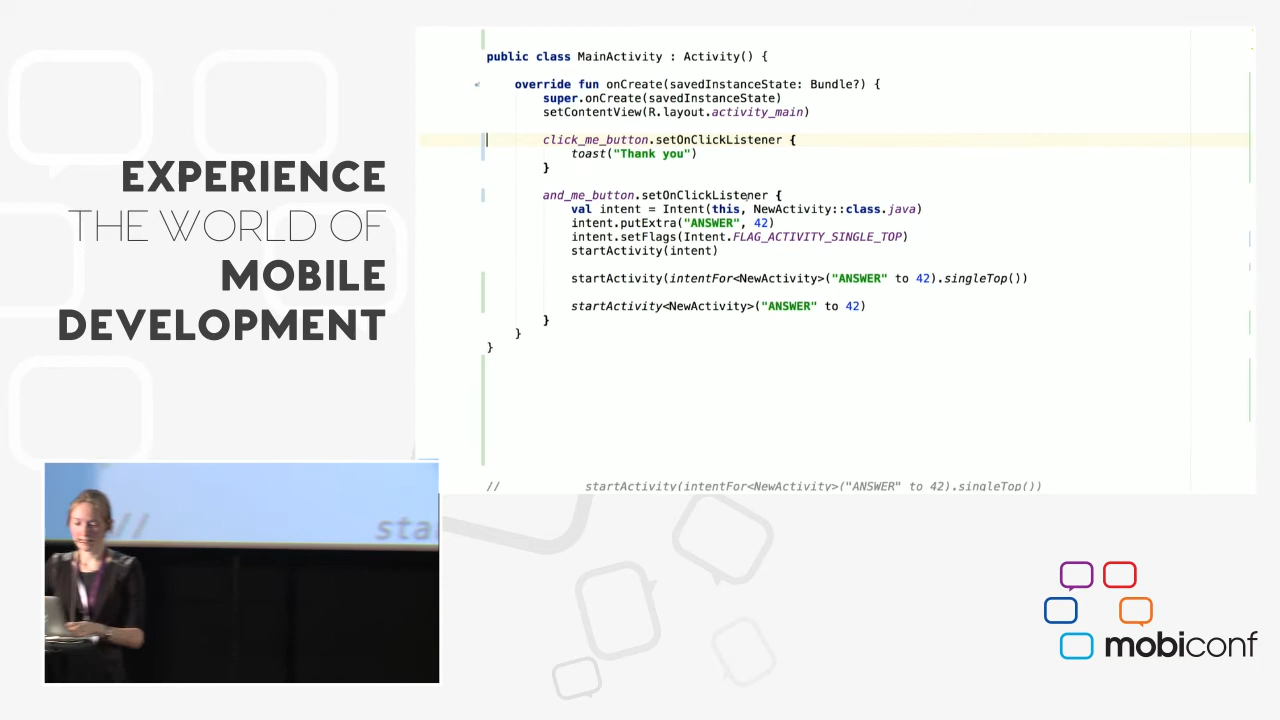 EXPERIENCE
THE WORLD OF
MOBILE
DEVELOPMENT
public class MainActivity : Activity() {
override fun onCreate(savedInstanceState: Bundle?) {
super.onCreate(savedInstanceState)
setContentView(R.layout.activity_main)
click_me_button.setOnClickListener {
toast("Thank you")
}
and_me_button.setOnClickListener {
val intent = Intent(this, NewActivity::class.java)
intent.putExtra("ANSWER", 42)
intent.setFlags(Intent.FLAG_ACTIVITY_SINGLE_TOP)
startActivity(intent)
startActivity(intentFor<NewActivity>("ANSWER" to 42).singleTop())
startActivity<NewActivity>("ANSWER" to 42)
}
}
}
// startActivity(intentFor<NewActivity>("ANSWER" to 42).singleTop())
// sta
mobiconf